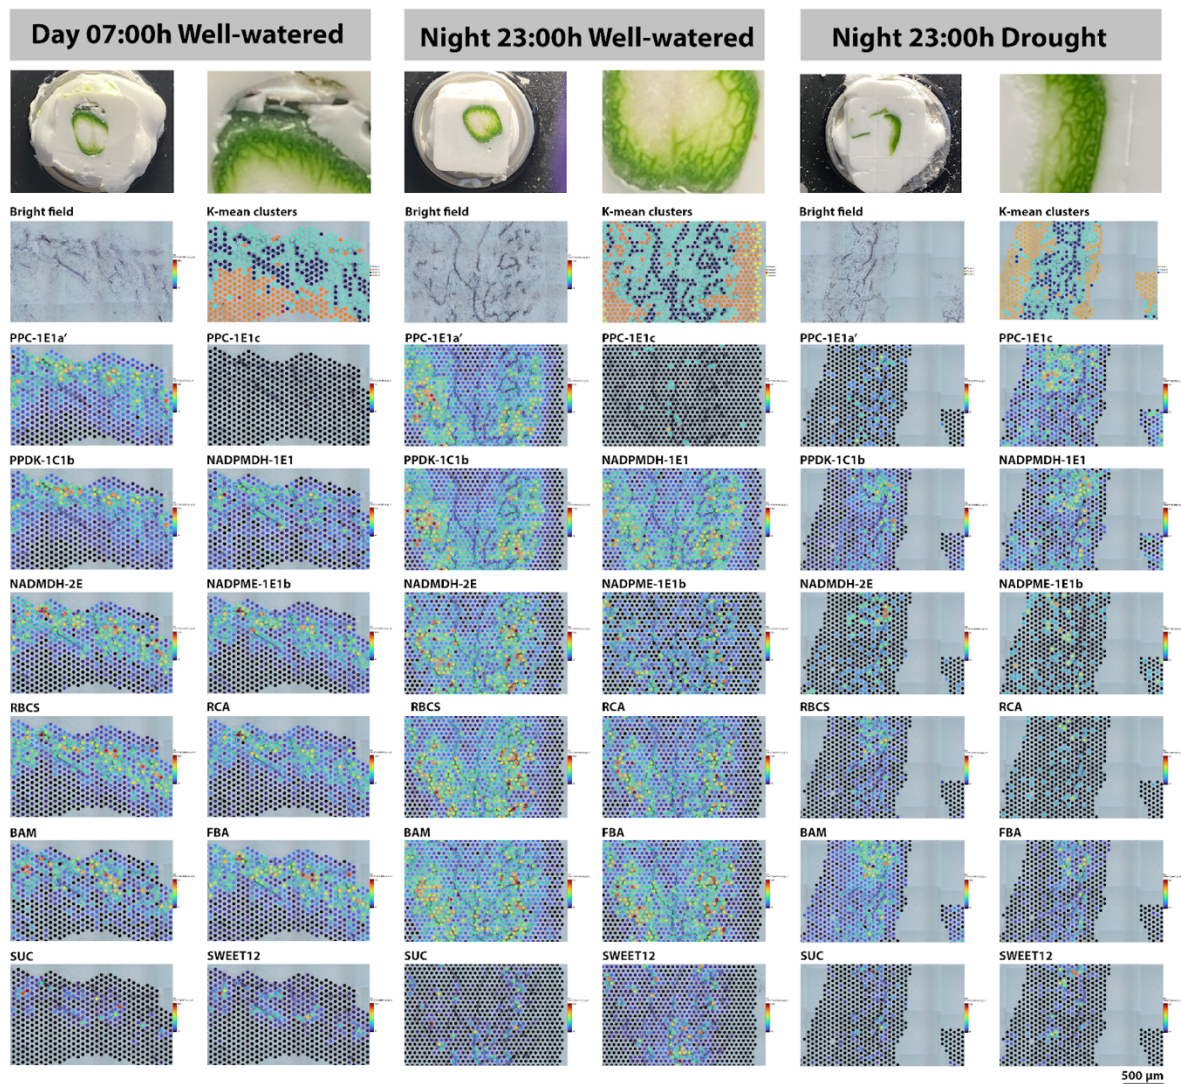 Day 07:00h Well-watered Night 23:00h Well-watered Night 23:00h Drought
Bright field K-mean clusters Bright field K-mean clusters Bright field K-mean clusters
PPC-1E1a' PPC-1E1c PPC-1E1a' PPC-1E1c PPC-1E1a' PPC-1E1c
PPDK-1C1b NADPMDH-1E1 PPDK-1C1b NADPMDH-1E1 PPDK-1C1b NADPMDH-1E1
NADMDH-2E NADPME-1E1b NADMDH-2E NADPME-1E1b NADMDH-2E NADPME-1E1b
RBCS RCA RBCS RCA RBCS RCA
BAM FBA BAM FBA BAM FBA
SUC SWEET12 SUC SWEET12 SUC SWEET12
500 µm